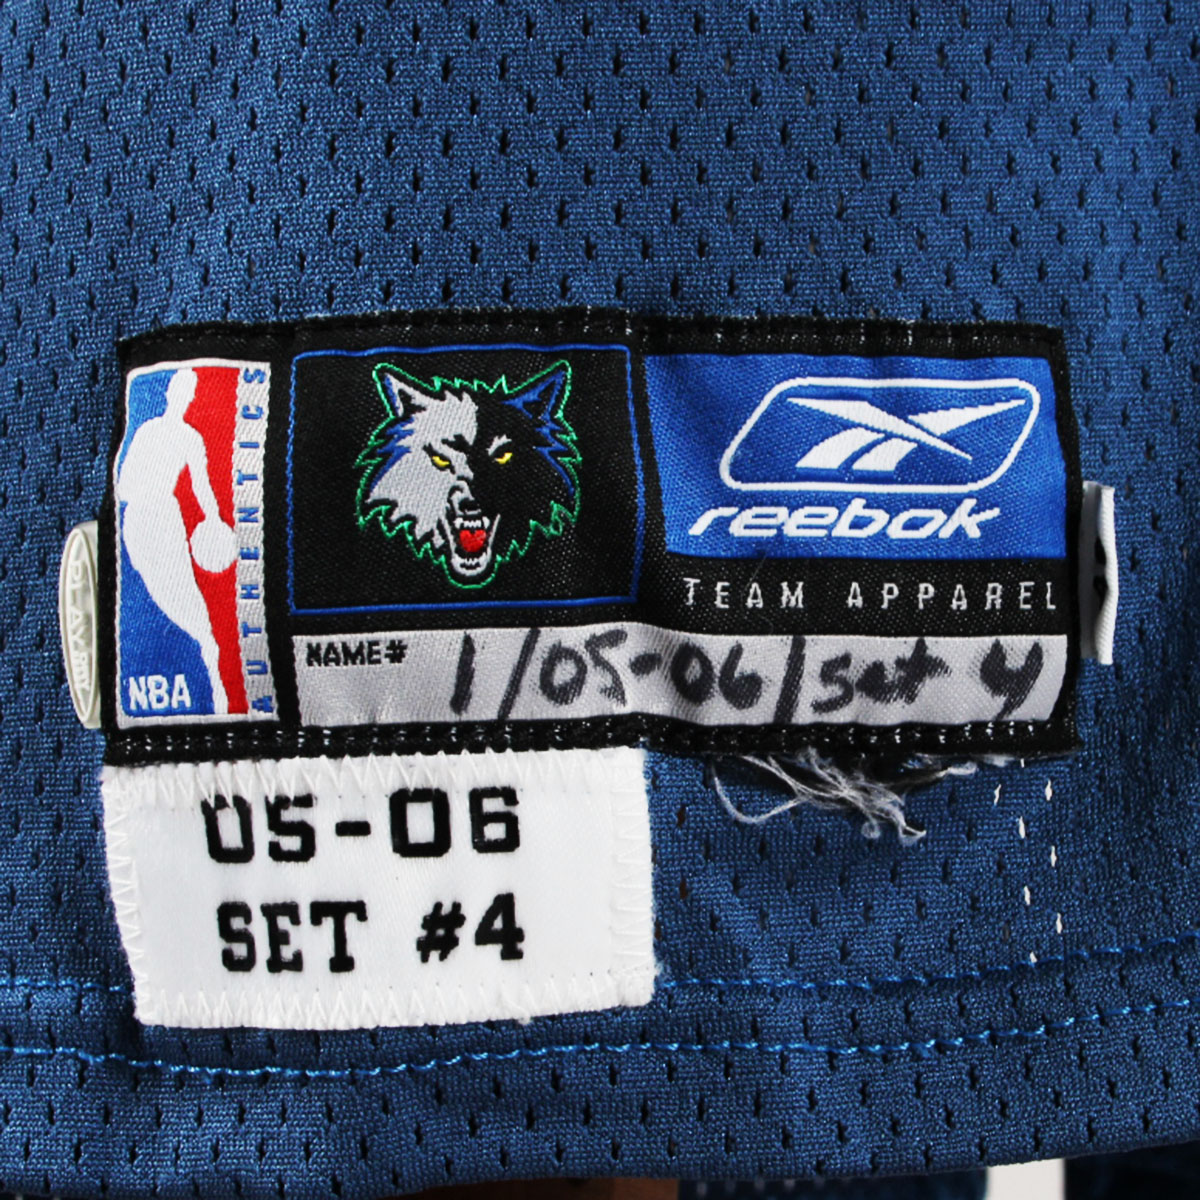 NBA
AUTHENTICS
reebok
TEAM APPAREL
NAME# 1/05-06/set 4
05-06
SET #4